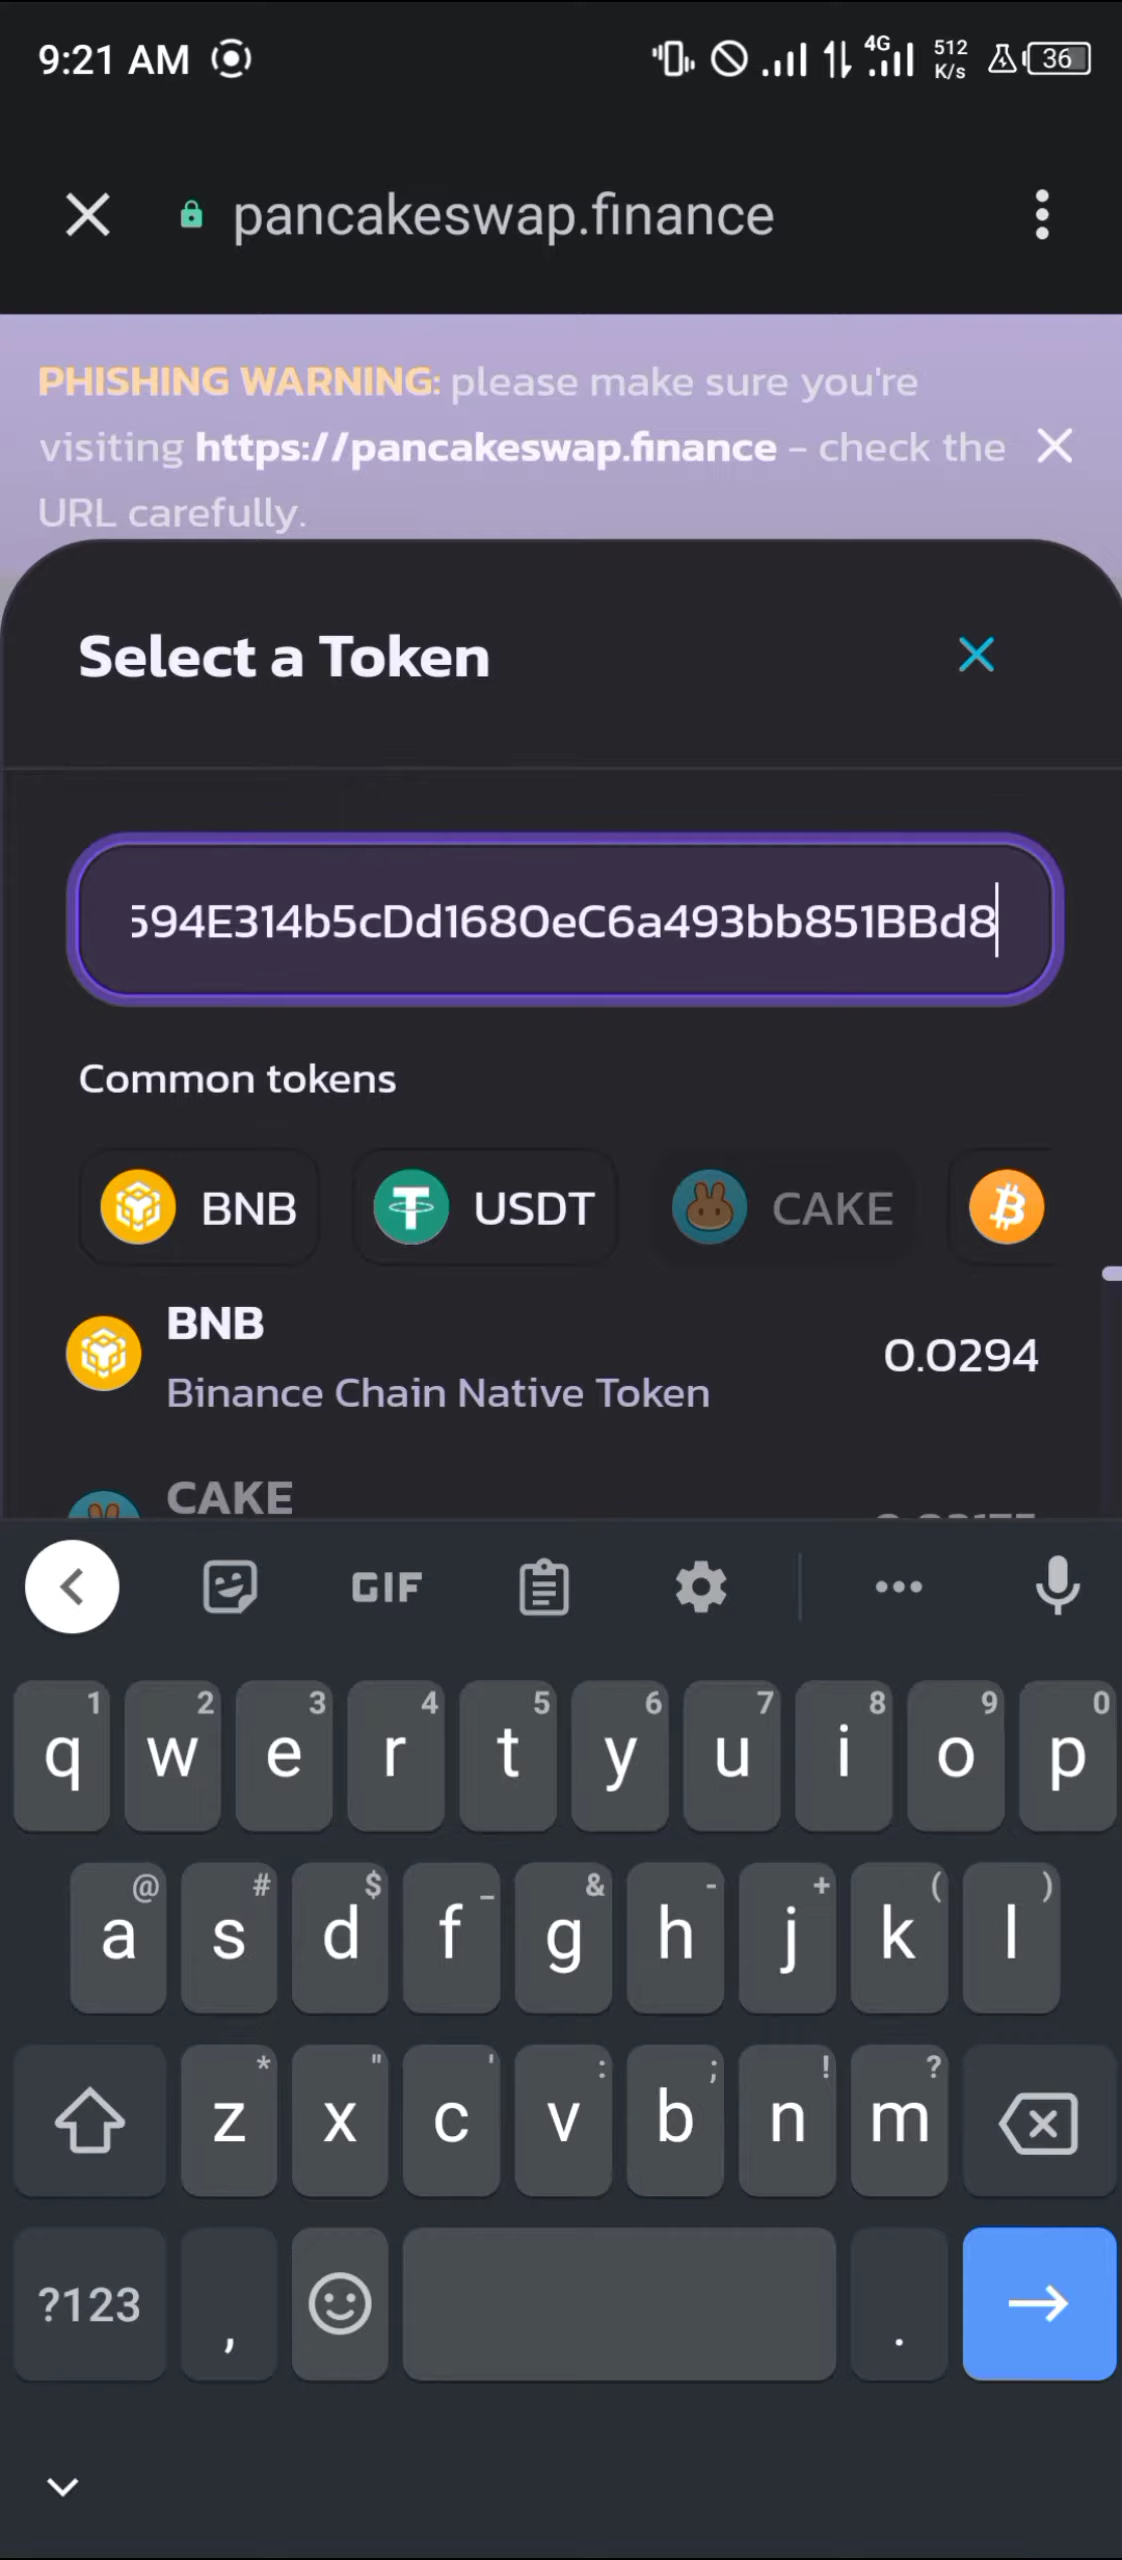 9:21 AM
4G
512
K/s
36
pancakeswap.finance
PHISHING WARNING: please make sure you're
visiting https://pancakeswap.finance - check the
URL carefully.
Select a Token
594E314b5cDd1680eC6a493bb851BBd8
Common tokens
BNB USDT CAKE
BNB
0.0294
Binance Chain Native Token
CAKE
GIF
1 2 3 4 5 6 7 8 9 0
q w e r t y u i o p
@ # $ _ & - + ( )
a s d f g h j k l
* " ' : ; ! ?
z x c v b n m
?123 , .